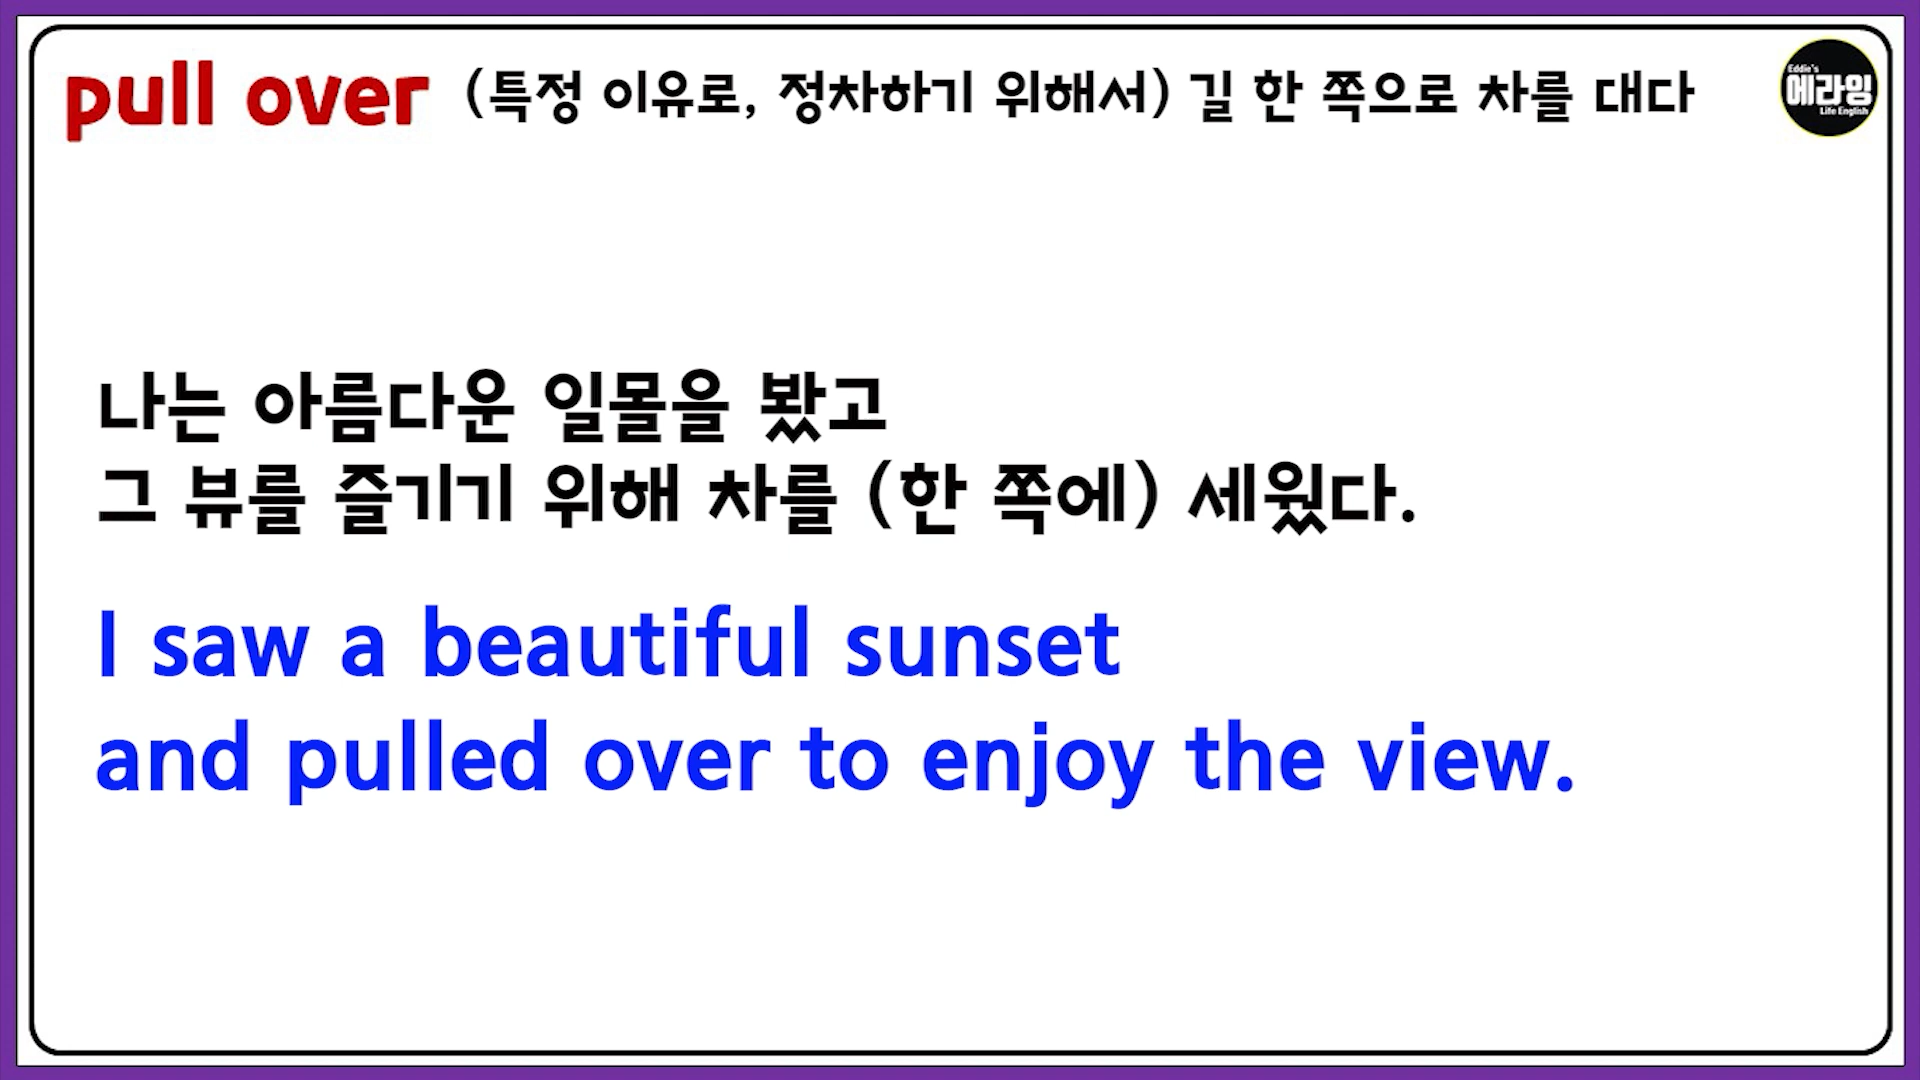 pull over (특정 이유로, 정차하기 위해서) 길 한 쪽으로 차를 대다
Eddie's
에라잉
Life English
나는 아름다운 일몰을 봤고
그 뷰를 즐기기 위해 차를 (한 쪽에) 세웠다.
I saw a beautiful sunset
and pulled over to enjoy the view.